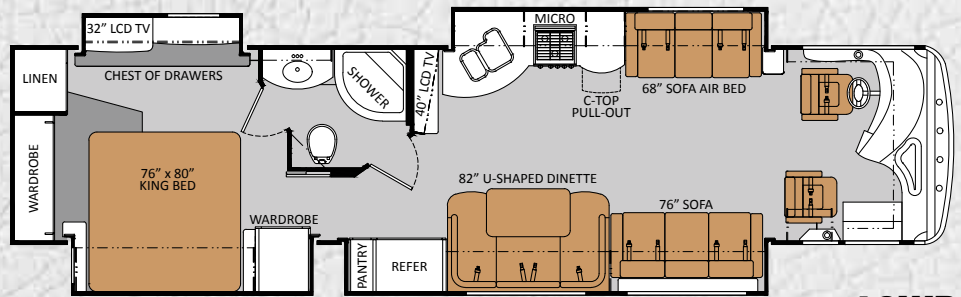 32” LCD TV
MICRO
LINEN
CHEST OF DRAWERS
SHOWER
40” LCD TV
C-TOP
PULL-OUT
68” SOFA AIR BED
WARDROBE
76” x 80”
KING BED
82” U-SHAPED DINETTE
76” SOFA
WARDROBE
PANTRY
REFER